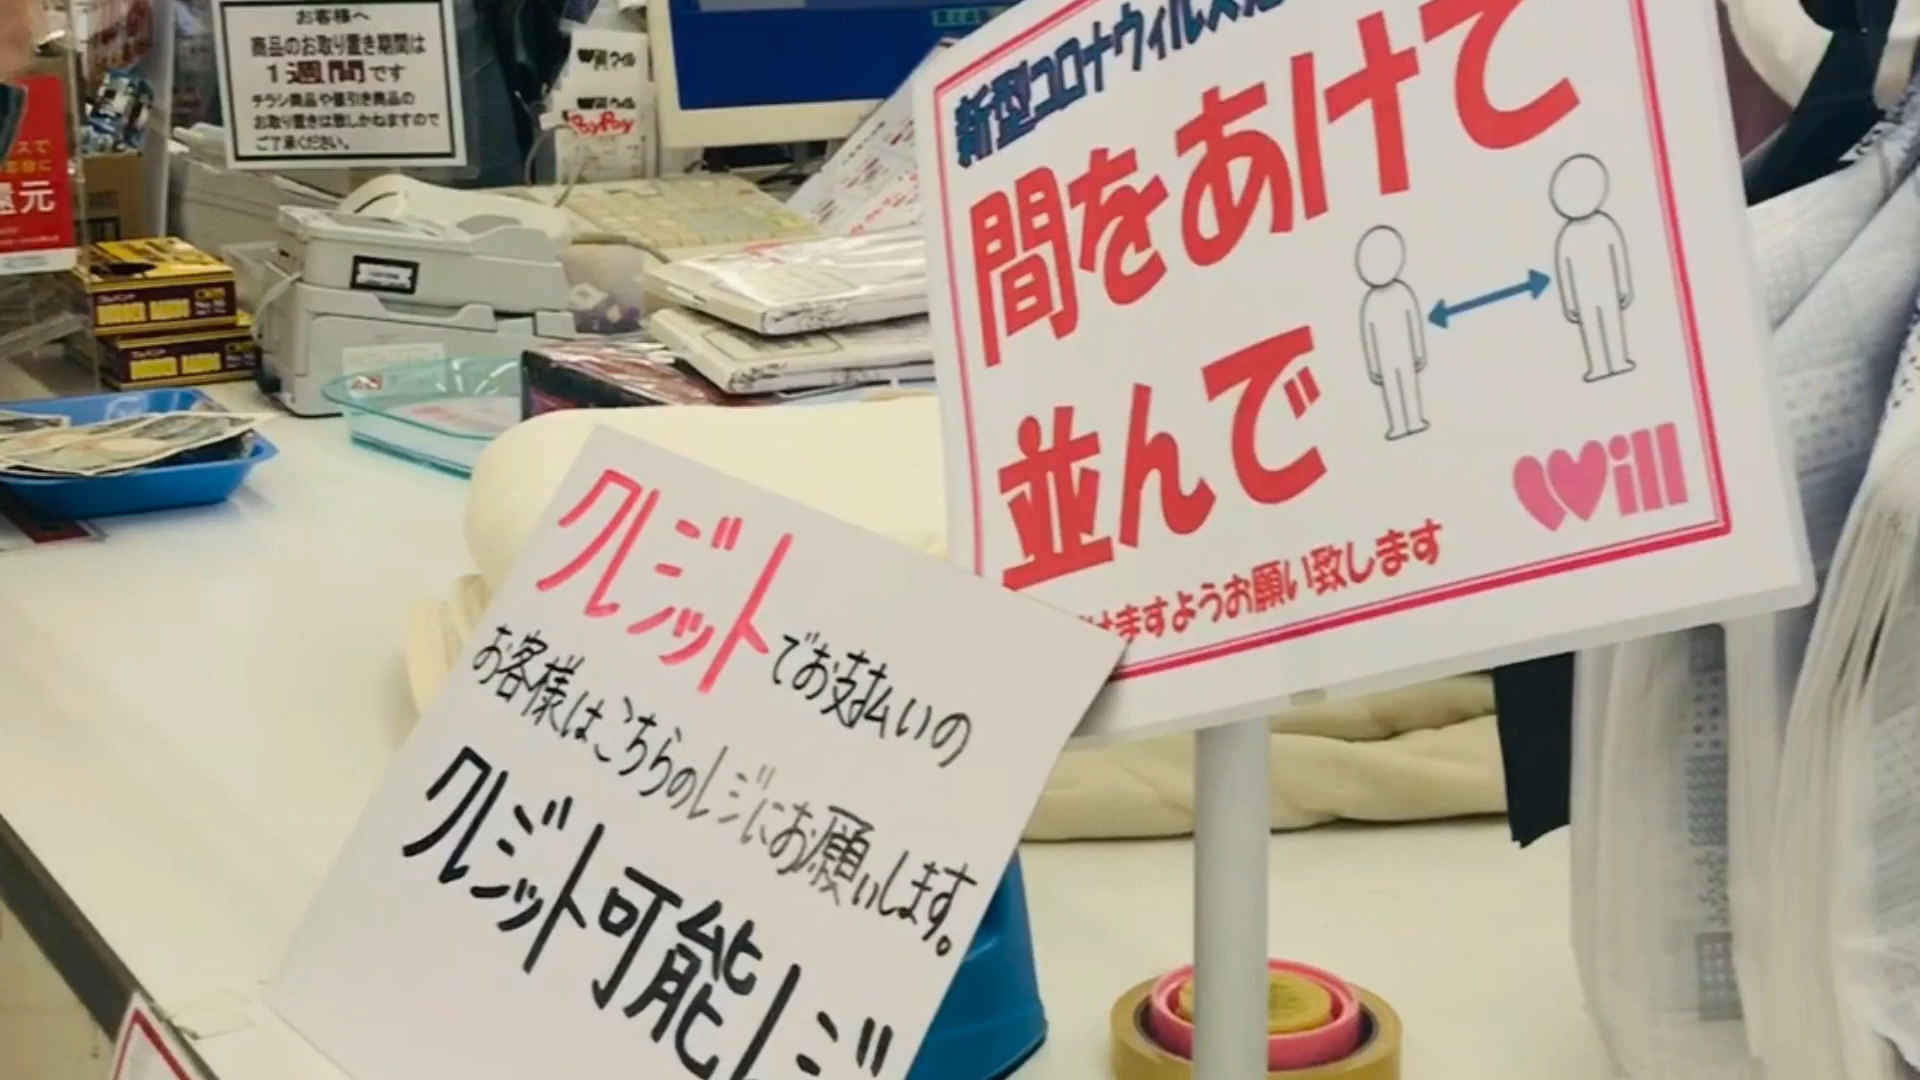 お客様へ
商品のお取り置き期間は
1週間です
チラシ商品や値引き商品の
お取り置きは致しかねますので
ご了承ください。
PayPay
還元
新型コロナウィルス
間をあけて
並んで
けますようお願い致します
Will
クレジットでお支払いの
お客様はこちらのレジにお願いします。
クレジット可能レジ